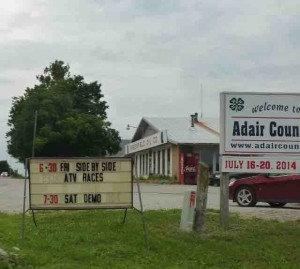 6-30 FRI SIDE BY SIDE
ATV RACES
7-30 SAT DEMO
welcome to
Adair Coun
www.adaircoun
JULY 16-20, 2014